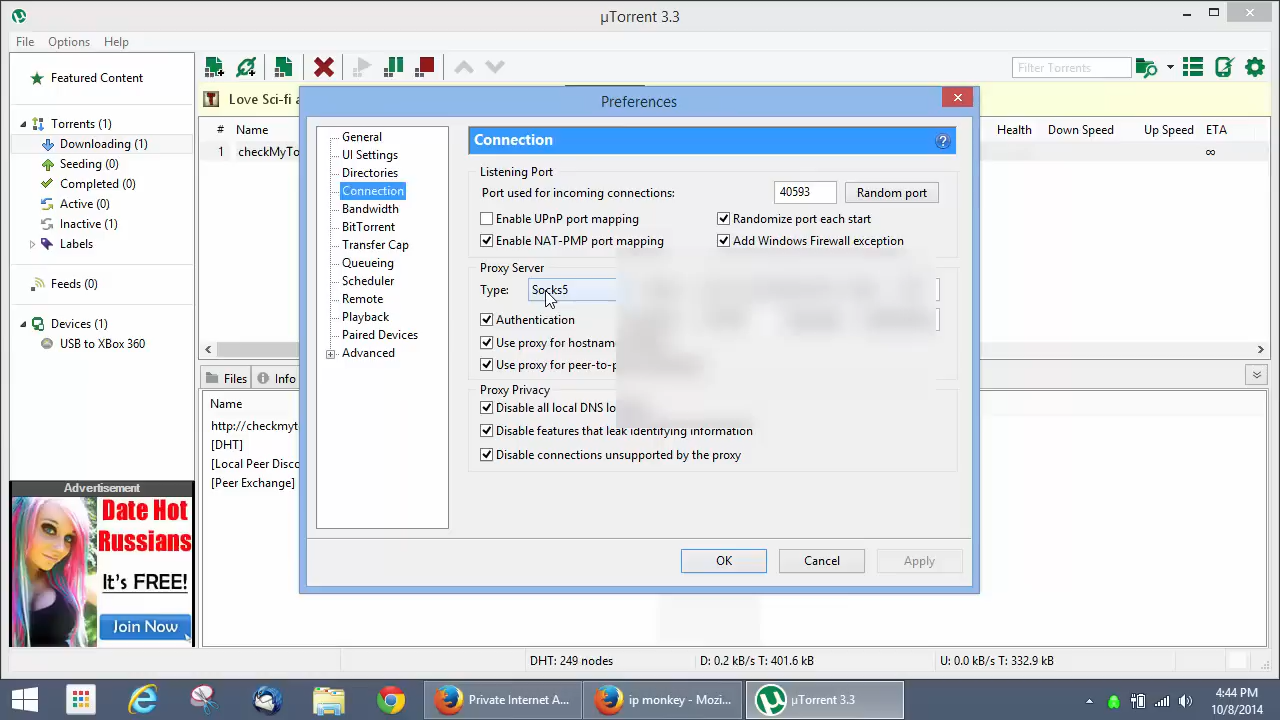 µTorrent 3.3
File Options Help
Filter Torrents
Featured Content
Love Sci-fi a
Torrents (1)
Downloading (1)
Seeding (0)
Completed (0)
Active (0)
Inactive (1)
Labels
Feeds (0)
Devices (1)
USB to XBox 360
# Name Health Down Speed Up Speed ETA
1 checkMyTo ∞
Preferences
General
UI Settings
Directories
Connection
Bandwidth
BitTorrent
Transfer Cap
Queueing
Scheduler
Remote
Playback
Paired Devices
Advanced
Connection
Listening Port
Port used for incoming connections: 40593 Random port
Enable UPnP port mapping Randomize port each start
Enable NAT-PMP port mapping Add Windows Firewall exception
Proxy Server
Type: Socks5
Authentication
Use proxy for hostnam
Use proxy for peer-to-p
Proxy Privacy
Disable all local DNS lo
Disable features that leak identifying information
Disable connections unsupported by the proxy
OK Cancel Apply
Files Info
Name
http://checkmyt
[DHT]
[Local Peer Disco
[Peer Exchange]
Advertisement
Date Hot
Russians
It's FREE!
Join Now
DHT: 249 nodes D: 0.2 kB/s T: 401.6 kB U: 0.0 kB/s T: 332.9 kB
Private Internet A... ip monkey - Mozi... µTorrent 3.3
4:44 PM
10/8/2014